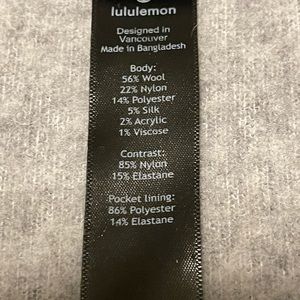 lululemon
Designed in
Vancouver
Made in Bangladesh
Body:
56% Wool
22% Nylon
14% Polyester
5% Silk
2% Acrylic
1% Viscose
Contrast:
85% Nylon
15% Elastane
Pocket lining:
86% Polyester
14% Elastane